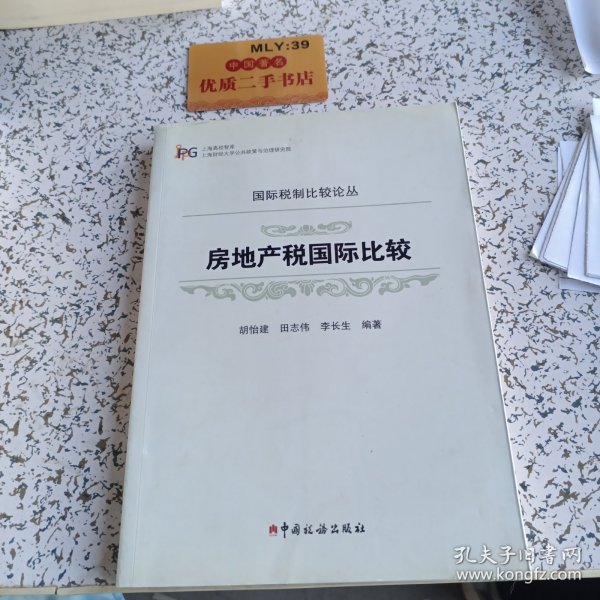 MLY:39
中国著名
优质二手书店
IPPG
上海高校智库
上海财经大学公共政策与治理研究院
国际税制比较论丛
房地产税国际比较
胡怡建 田志伟 李长生 编著
中国税务出版社
孔夫子旧书网
www.kongfz.com